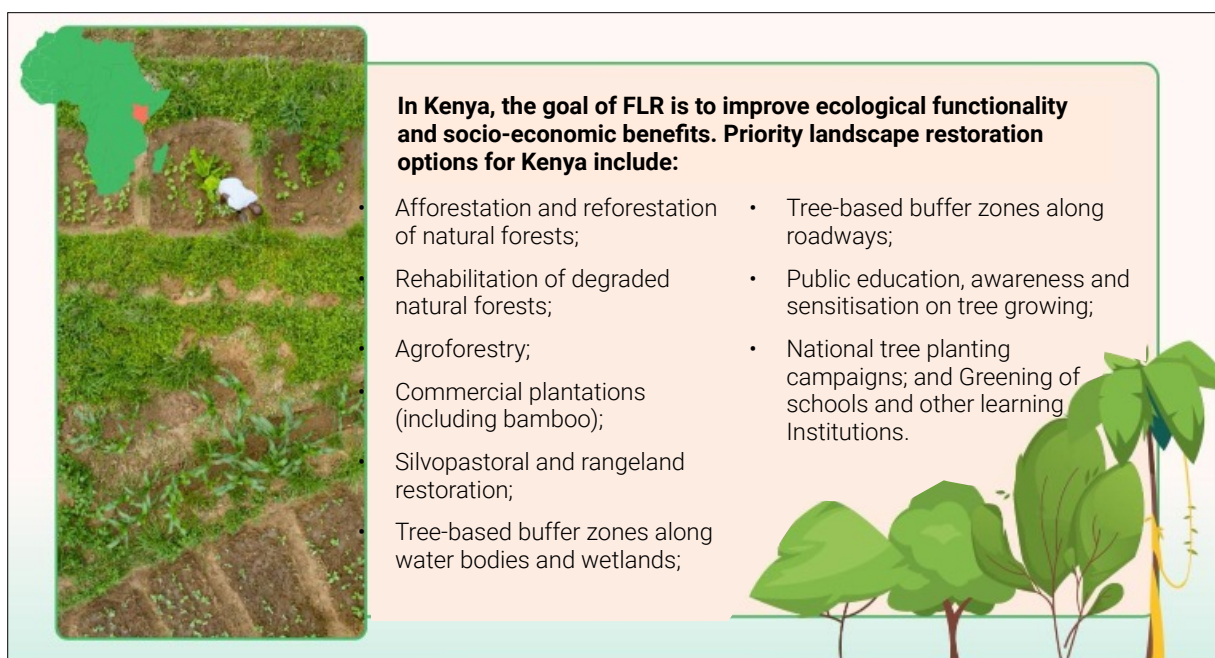 In Kenya, the goal of FLR is to improve ecological functionality
and socio-economic benefits. Priority landscape restoration
options for Kenya include:
• Afforestation and reforestation
of natural forests;
• Rehabilitation of degraded
natural forests;
• Agroforestry;
• Commercial plantations
(including bamboo);
• Silvopastoral and rangeland
restoration;
• Tree-based buffer zones along
water bodies and wetlands;
• Tree-based buffer zones along
roadways;
• Public education, awareness and
sensitisation on tree growing;
• National tree planting
campaigns; and Greening of
schools and other learning
Institutions.